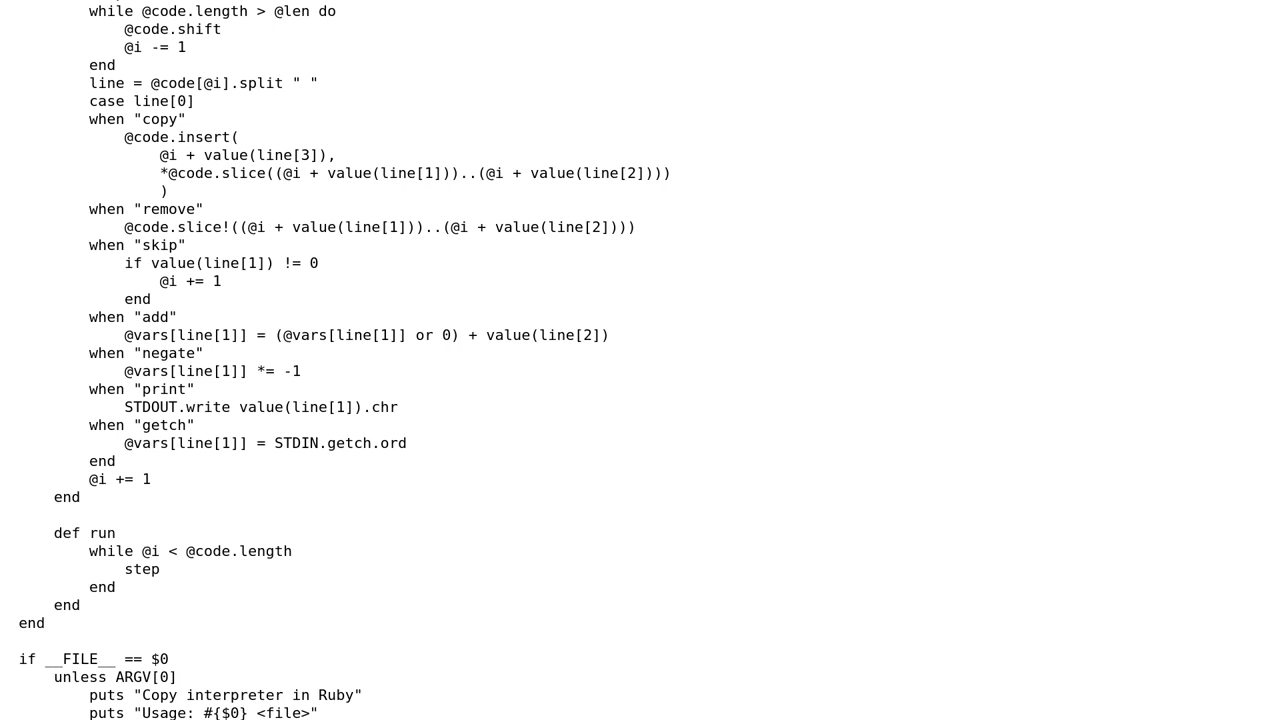 while @code.length > @len do
@code.shift
@i -= 1
end
line = @code[@i].split " "
case line[0]
when "copy"
@code.insert(
@i + value(line[3]),
*@code.slice((@i + value(line[1]))..(@i + value(line[2])))
)
when "remove"
@code.slice!((@i + value(line[1]))..(@i + value(line[2])))
when "skip"
if value(line[1]) != 0
@i += 1
end
when "add"
@vars[line[1]] = (@vars[line[1]] or 0) + value(line[2])
when "negate"
@vars[line[1]] *= -1
when "print"
STDOUT.write value(line[1]).chr
when "getch"
@vars[line[1]] = STDIN.getch.ord
end
@i += 1
end
def run
while @i < @code.length
step
end
end
end
if __FILE__ == $0
unless ARGV[0]
puts "Copy interpreter in Ruby"
puts "Usage: #{$0} <file>"